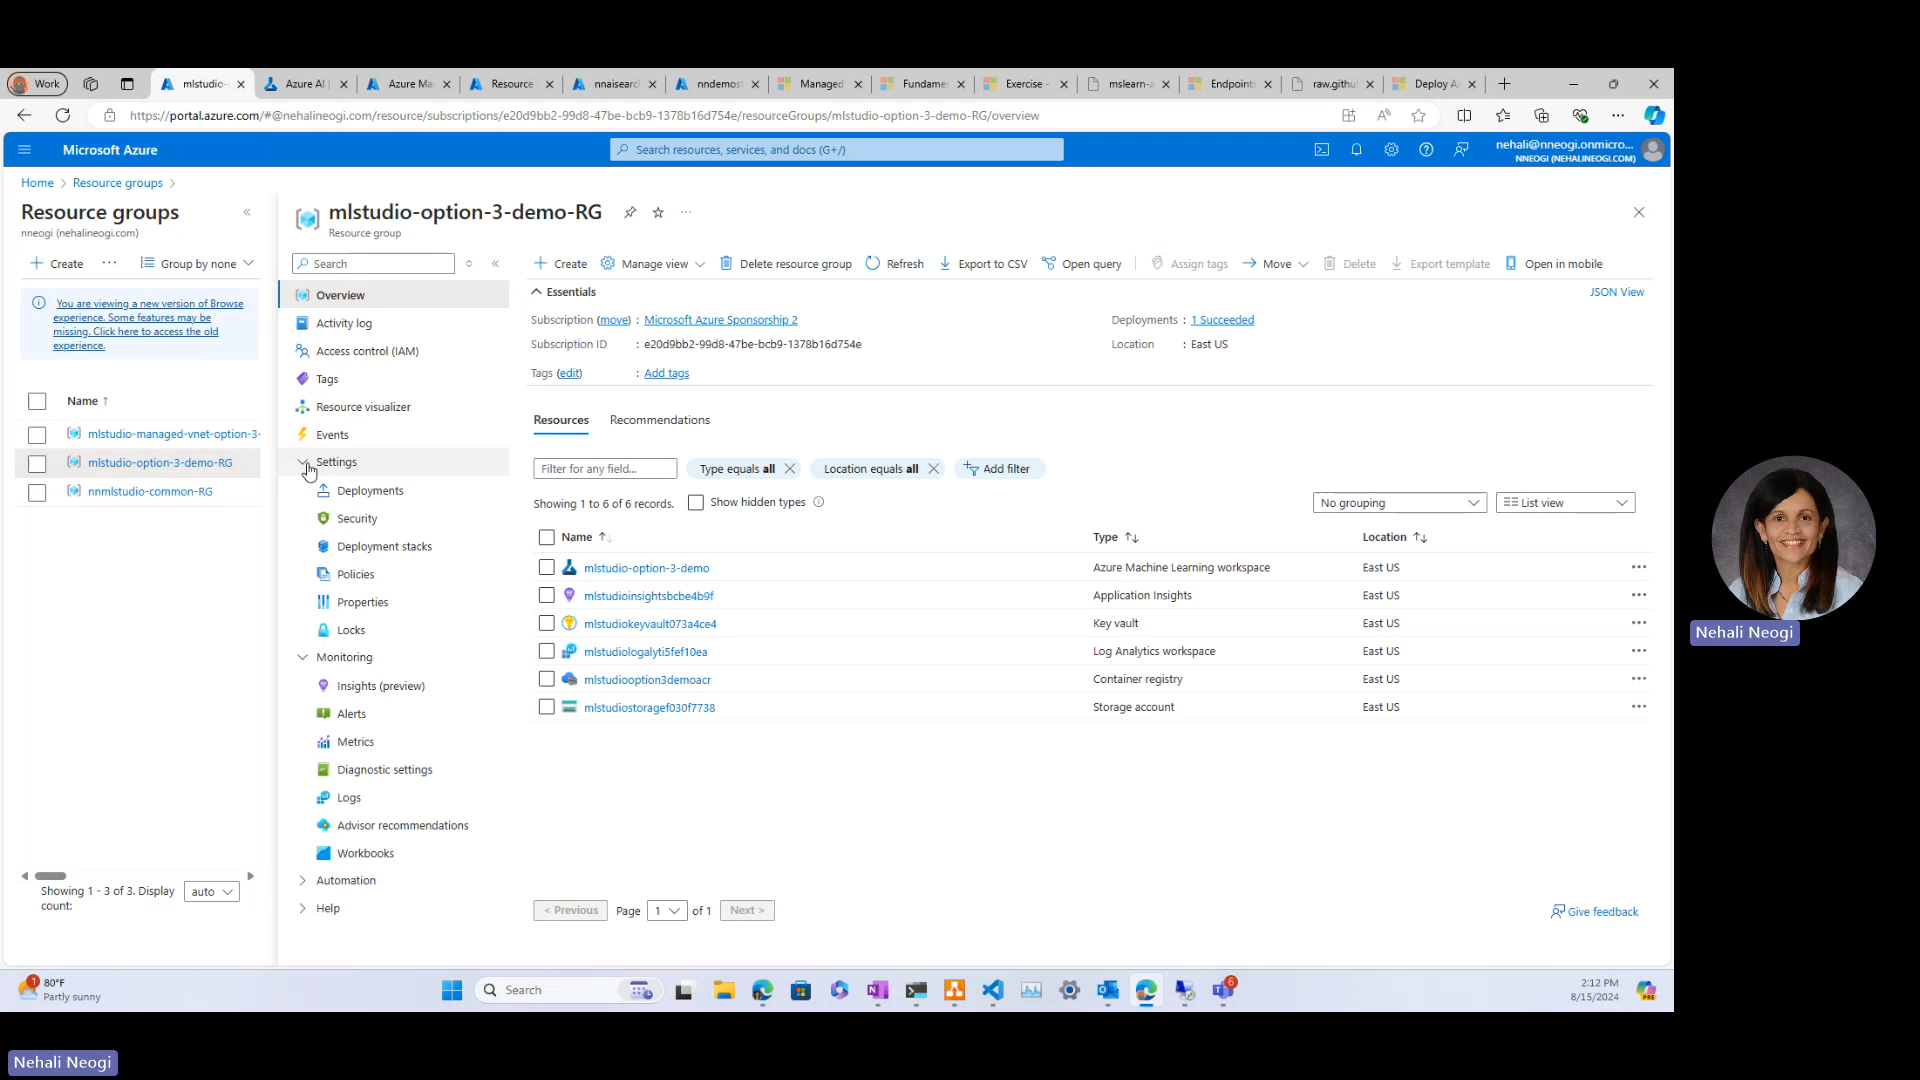 Work
mlstudio-
Azure AI |
Azure Ma
Resource
nnaisearc
nndemost
Managed
Fundame
Exercise -
mslearn-a
Endpoints
raw.githu
Deploy A
https://portal.azure.com/#@nehalineogi.com/resource/subscriptions/e20d9bb2-99d8-47be-bcb9-1378b16d754e/resourceGroups/mlstudio-option-3-demo-RG/overview
Microsoft Azure
Search resources, services, and docs (G+/)
nehali@nneogi.onmicro...
NNEOGI (NEHALINEOGI.COM)
Home > Resource groups >
Resource groups
nneogi (nehalineogi.com)
Create
Group by none
You are viewing a new version of Browse
experience. Some features may be
missing. Click here to access the old
experience.
Name ↑
mlstudio-managed-vnet-option-3-
mlstudio-option-3-demo-RG
nnmlstudio-common-RG
Showing 1 - 3 of 3. Display
count:
auto
mlstudio-option-3-demo-RG
Resource group
Search
Overview
Activity log
Access control (IAM)
Tags
Resource visualizer
Events
Settings
Deployments
Security
Deployment stacks
Policies
Properties
Locks
Monitoring
Insights (preview)
Alerts
Metrics
Diagnostic settings
Logs
Advisor recommendations
Workbooks
Automation
Help
Create
Manage view
Delete resource group
Refresh
Export to CSV
Open query
Assign tags
Move
Delete
Export template
Open in mobile
Essentials
JSON View
Subscription (move) : Microsoft Azure Sponsorship 2
Deployments : 1 Succeeded
Subscription ID : e20d9bb2-99d8-47be-bcb9-1378b16d754e
Location : East US
Tags (edit) : Add tags
Resources
Recommendations
Filter for any field...
Type equals all
Location equals all
Add filter
Showing 1 to 6 of 6 records.
Show hidden types
No grouping
List view
Name ↑↓ Type ↑↓ Location ↑↓
mlstudio-option-3-demo Azure Machine Learning workspace East US
mlstudioinsightsbcbe4b9f Application Insights East US
mlstudiokeyvault073a4ce4 Key vault East US
mlstudiologalyti5fef10ea Log Analytics workspace East US
mlstudiooption3demoacr Container registry East US
mlstudiostoragef030f7738 Storage account East US
< Previous
Page
1
of 1
Next >
Give feedback
1
80°F
Partly sunny
Search
6
2:12 PM
8/15/2024
PRE
Nehali Neogi
Nehali Neogi